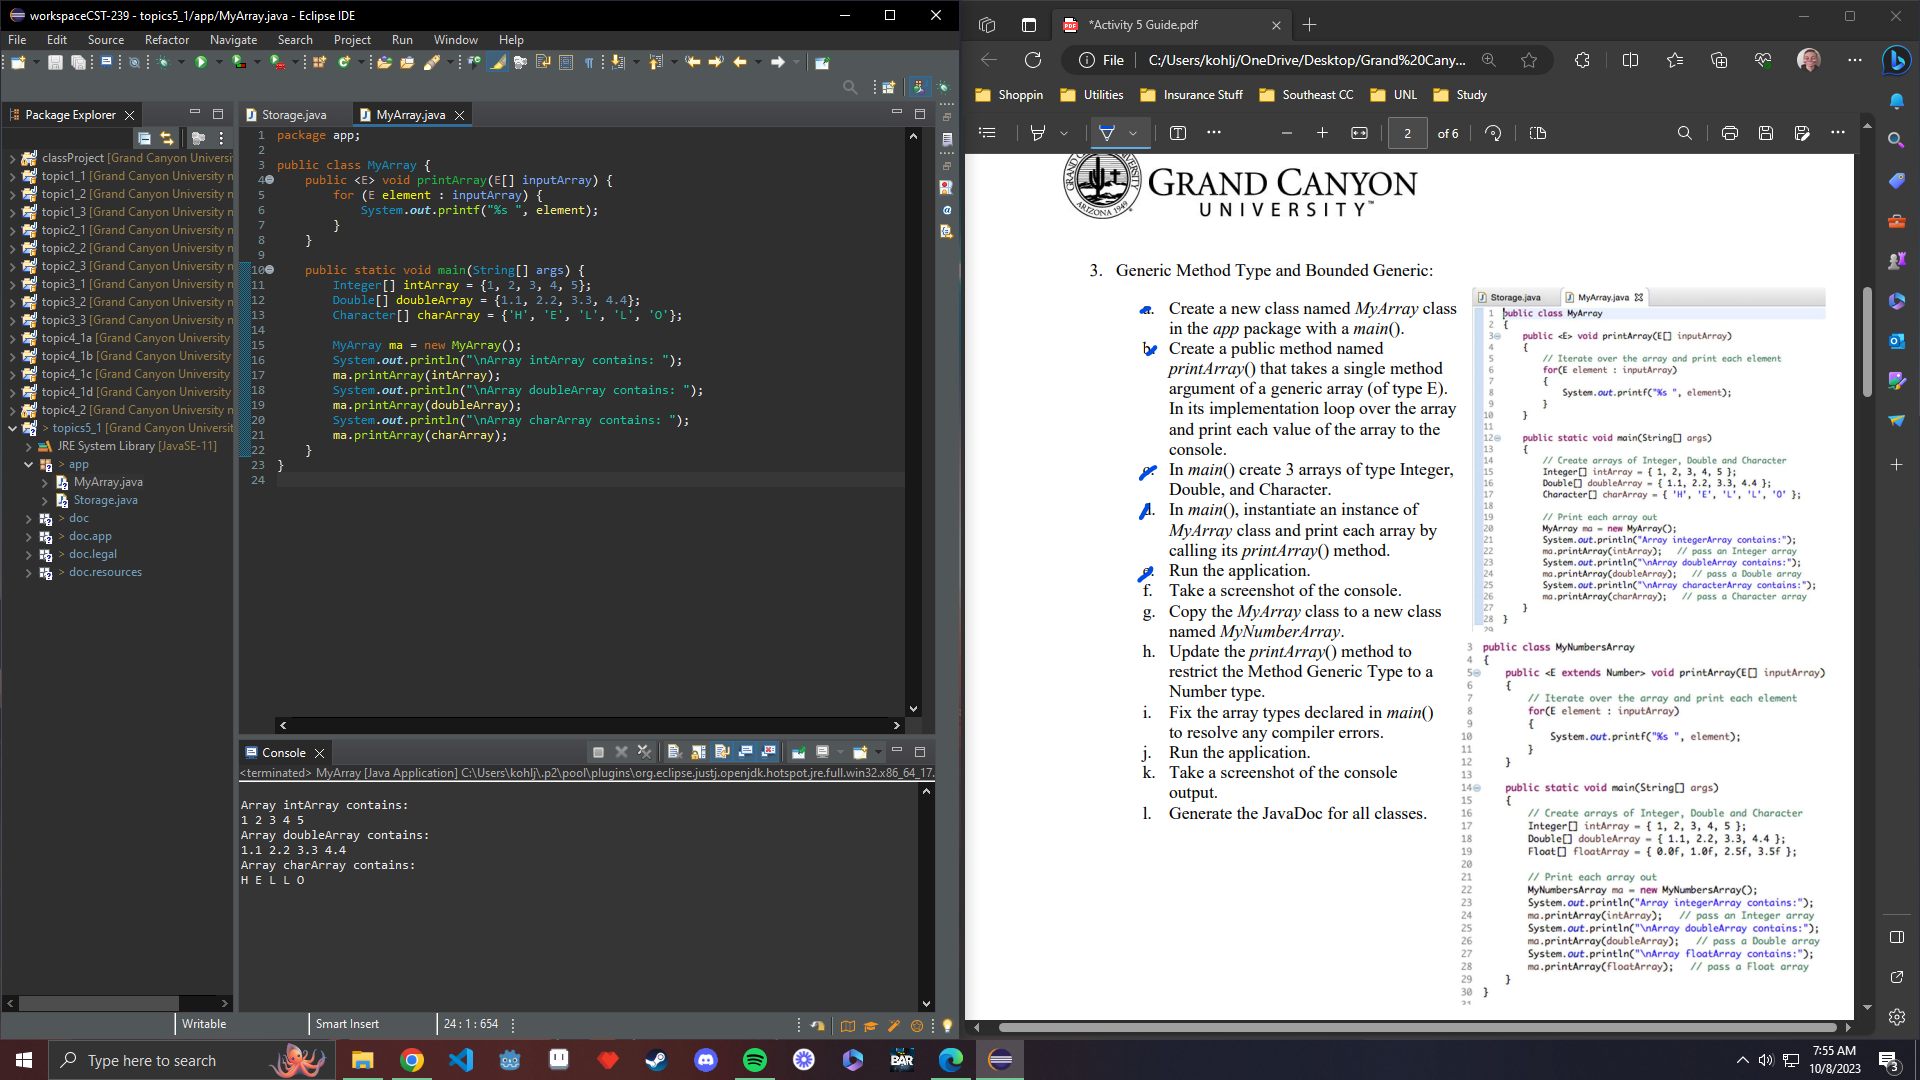 workspaceCST-239 - topics5_1/app/MyArray.java - Eclipse IDE
File Edit Source Refactor Navigate Search Project Run Window Help
Package Explorer
classProject [Grand Canyon Universit
topic1_1 [Grand Canyon University n
topic1_2 [Grand Canyon University n
topic1_3 [Grand Canyon University n
topic2_1 [Grand Canyon University n
topic2_2 [Grand Canyon University n
topic2_3 [Grand Canyon University n
topic3_1 [Grand Canyon University n
topic3_2 [Grand Canyon University n
topic3_3 [Grand Canyon University n
topic4_1a [Grand Canyon University
topic4_1b [Grand Canyon University
topic4_1c [Grand Canyon University
topic4_1d [Grand Canyon University
topic4_2 [Grand Canyon University n
> topics5_1 [Grand Canyon Universit
JRE System Library [JavaSE-11]
> app
MyArray.java
Storage.java
> doc
> doc.app
> doc.legal
> doc.resources
Storage.java MyArray.java
1 package app;
2
3 public class MyArray {
4 public <E> void printArray(E[] inputArray) {
5 for (E element : inputArray) {
6 System.out.printf("%s ", element);
7 }
8 }
9
10 public static void main(String[] args) {
11 Integer[] intArray = {1, 2, 3, 4, 5};
12 Double[] doubleArray = {1.1, 2.2, 3.3, 4.4};
13 Character[] charArray = {'H', 'E', 'L', 'L', 'O'};
14
15 MyArray ma = new MyArray();
16 System.out.println("\nArray intArray contains: ");
17 ma.printArray(intArray);
18 System.out.println("\nArray doubleArray contains: ");
19 ma.printArray(doubleArray);
20 System.out.println("\nArray charArray contains: ");
21 ma.printArray(charArray);
22 }
23 }
24
Console
<terminated> MyArray [Java Application] C:\Users\kohlj\.p2\pool\plugins\org.eclipse.justj.openjdk.hotspot.jre.full.win32.x86_64_17.
Array intArray contains:
1 2 3 4 5
Array doubleArray contains:
1.1 2.2 3.3 4.4
Array charArray contains:
H E L L O
Writable Smart Insert 24 : 1 : 654
*Activity 5 Guide.pdf
File C:/Users/kohlj/OneDrive/Desktop/Grand%20Cany...
Shoppin Utilities Insurance Stuff Southeast CC UNL Study
2 of 6
GRAND CANYON
UNIVERSITY™
ARIZONA 1949
3. Generic Method Type and Bounded Generic:
a. Create a new class named MyArray class
in the app package with a main().
b. Create a public method named
printArray() that takes a single method
argument of a generic array (of type E).
In its implementation loop over the array
and print each value of the array to the
console.
c. In main() create 3 arrays of type Integer,
Double, and Character.
d. In main(), instantiate an instance of
MyArray class and print each array by
calling its printArray() method.
e. Run the application.
f. Take a screenshot of the console.
g. Copy the MyArray class to a new class
named MyNumberArray.
h. Update the printArray() method to
restrict the Method Generic Type to a
Number type.
i. Fix the array types declared in main()
to resolve any compiler errors.
j. Run the application.
k. Take a screenshot of the console
output.
l. Generate the JavaDoc for all classes.
Storage.java MyArray.java
1 public class MyArray
2 {
3 public <E> void printArray(E[] inputArray)
4 {
5 // Iterate over the array and print each element
6 for(E element : inputArray)
7 {
8 System.out.printf("%s ", element);
9 }
10 }
11
12 public static void main(String[] args)
13 {
14 // Create arrays of Integer, Double and Character
15 Integer[] intArray = { 1, 2, 3, 4, 5 };
16 Double[] doubleArray = { 1.1, 2.2, 3.3, 4.4 };
17 Character[] charArray = { 'H', 'E', 'L', 'L', 'O' };
18
19 // Print each array out
20 MyArray ma = new MyArray();
21 System.out.println("Array integerArray contains:");
22 ma.printArray(intArray); // pass an Integer array
23 System.out.println("\nArray doubleArray contains:");
24 ma.printArray(doubleArray); // pass a Double array
25 System.out.println("\nArray characterArray contains:");
26 ma.printArray(charArray); // pass a Character array
27 }
28 }
29
3 public class MyNumbersArray
4 {
5 public <E extends Number> void printArray(E[] inputArray)
6 {
7 // Iterate over the array and print each element
8 for(E element : inputArray)
9 {
10 System.out.printf("%s ", element);
11 }
12 }
13
14 public static void main(String[] args)
15 {
16 // Create arrays of Integer, Double and Character
17 Integer[] intArray = { 1, 2, 3, 4, 5 };
18 Double[] doubleArray = { 1.1, 2.2, 3.3, 4.4 };
19 Float[] floatArray = { 0.0f, 1.0f, 2.5f, 3.5f };
20
21 // Print each array out
22 MyNumbersArray ma = new MyNumbersArray();
23 System.out.println("Array integerArray contains:");
24 ma.printArray(intArray); // pass an Integer array
25 System.out.println("\nArray doubleArray contains:");
26 ma.printArray(doubleArray); // pass a Double array
27 System.out.println("\nArray floatArray contains:");
28 ma.printArray(floatArray); // pass a Float array
29 }
30 }
31
Type here to search
BAR
7:55 AM
10/8/2023
3